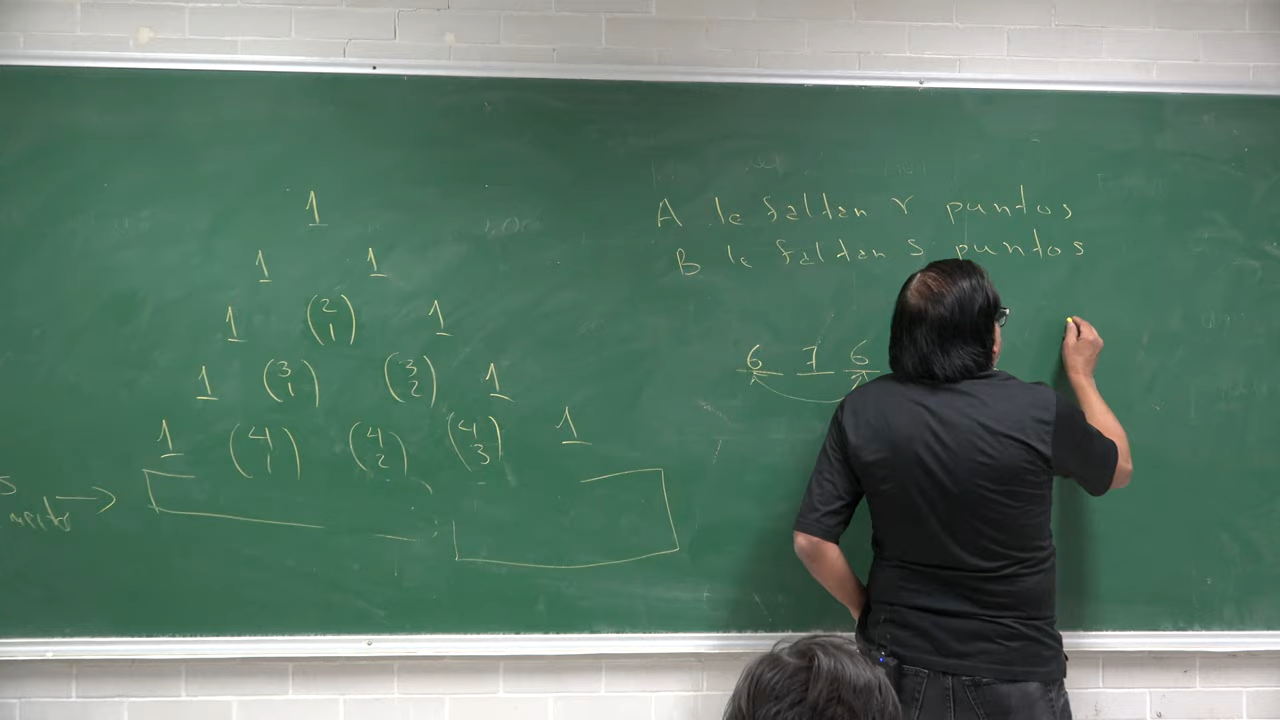 1
1 1
1 (2 1) 1
1 (3 1) (3 2) 1
1 (4 1) (4 2) (4 3) 1
A le faltan r puntos
B le faltan s puntos
6 7 6